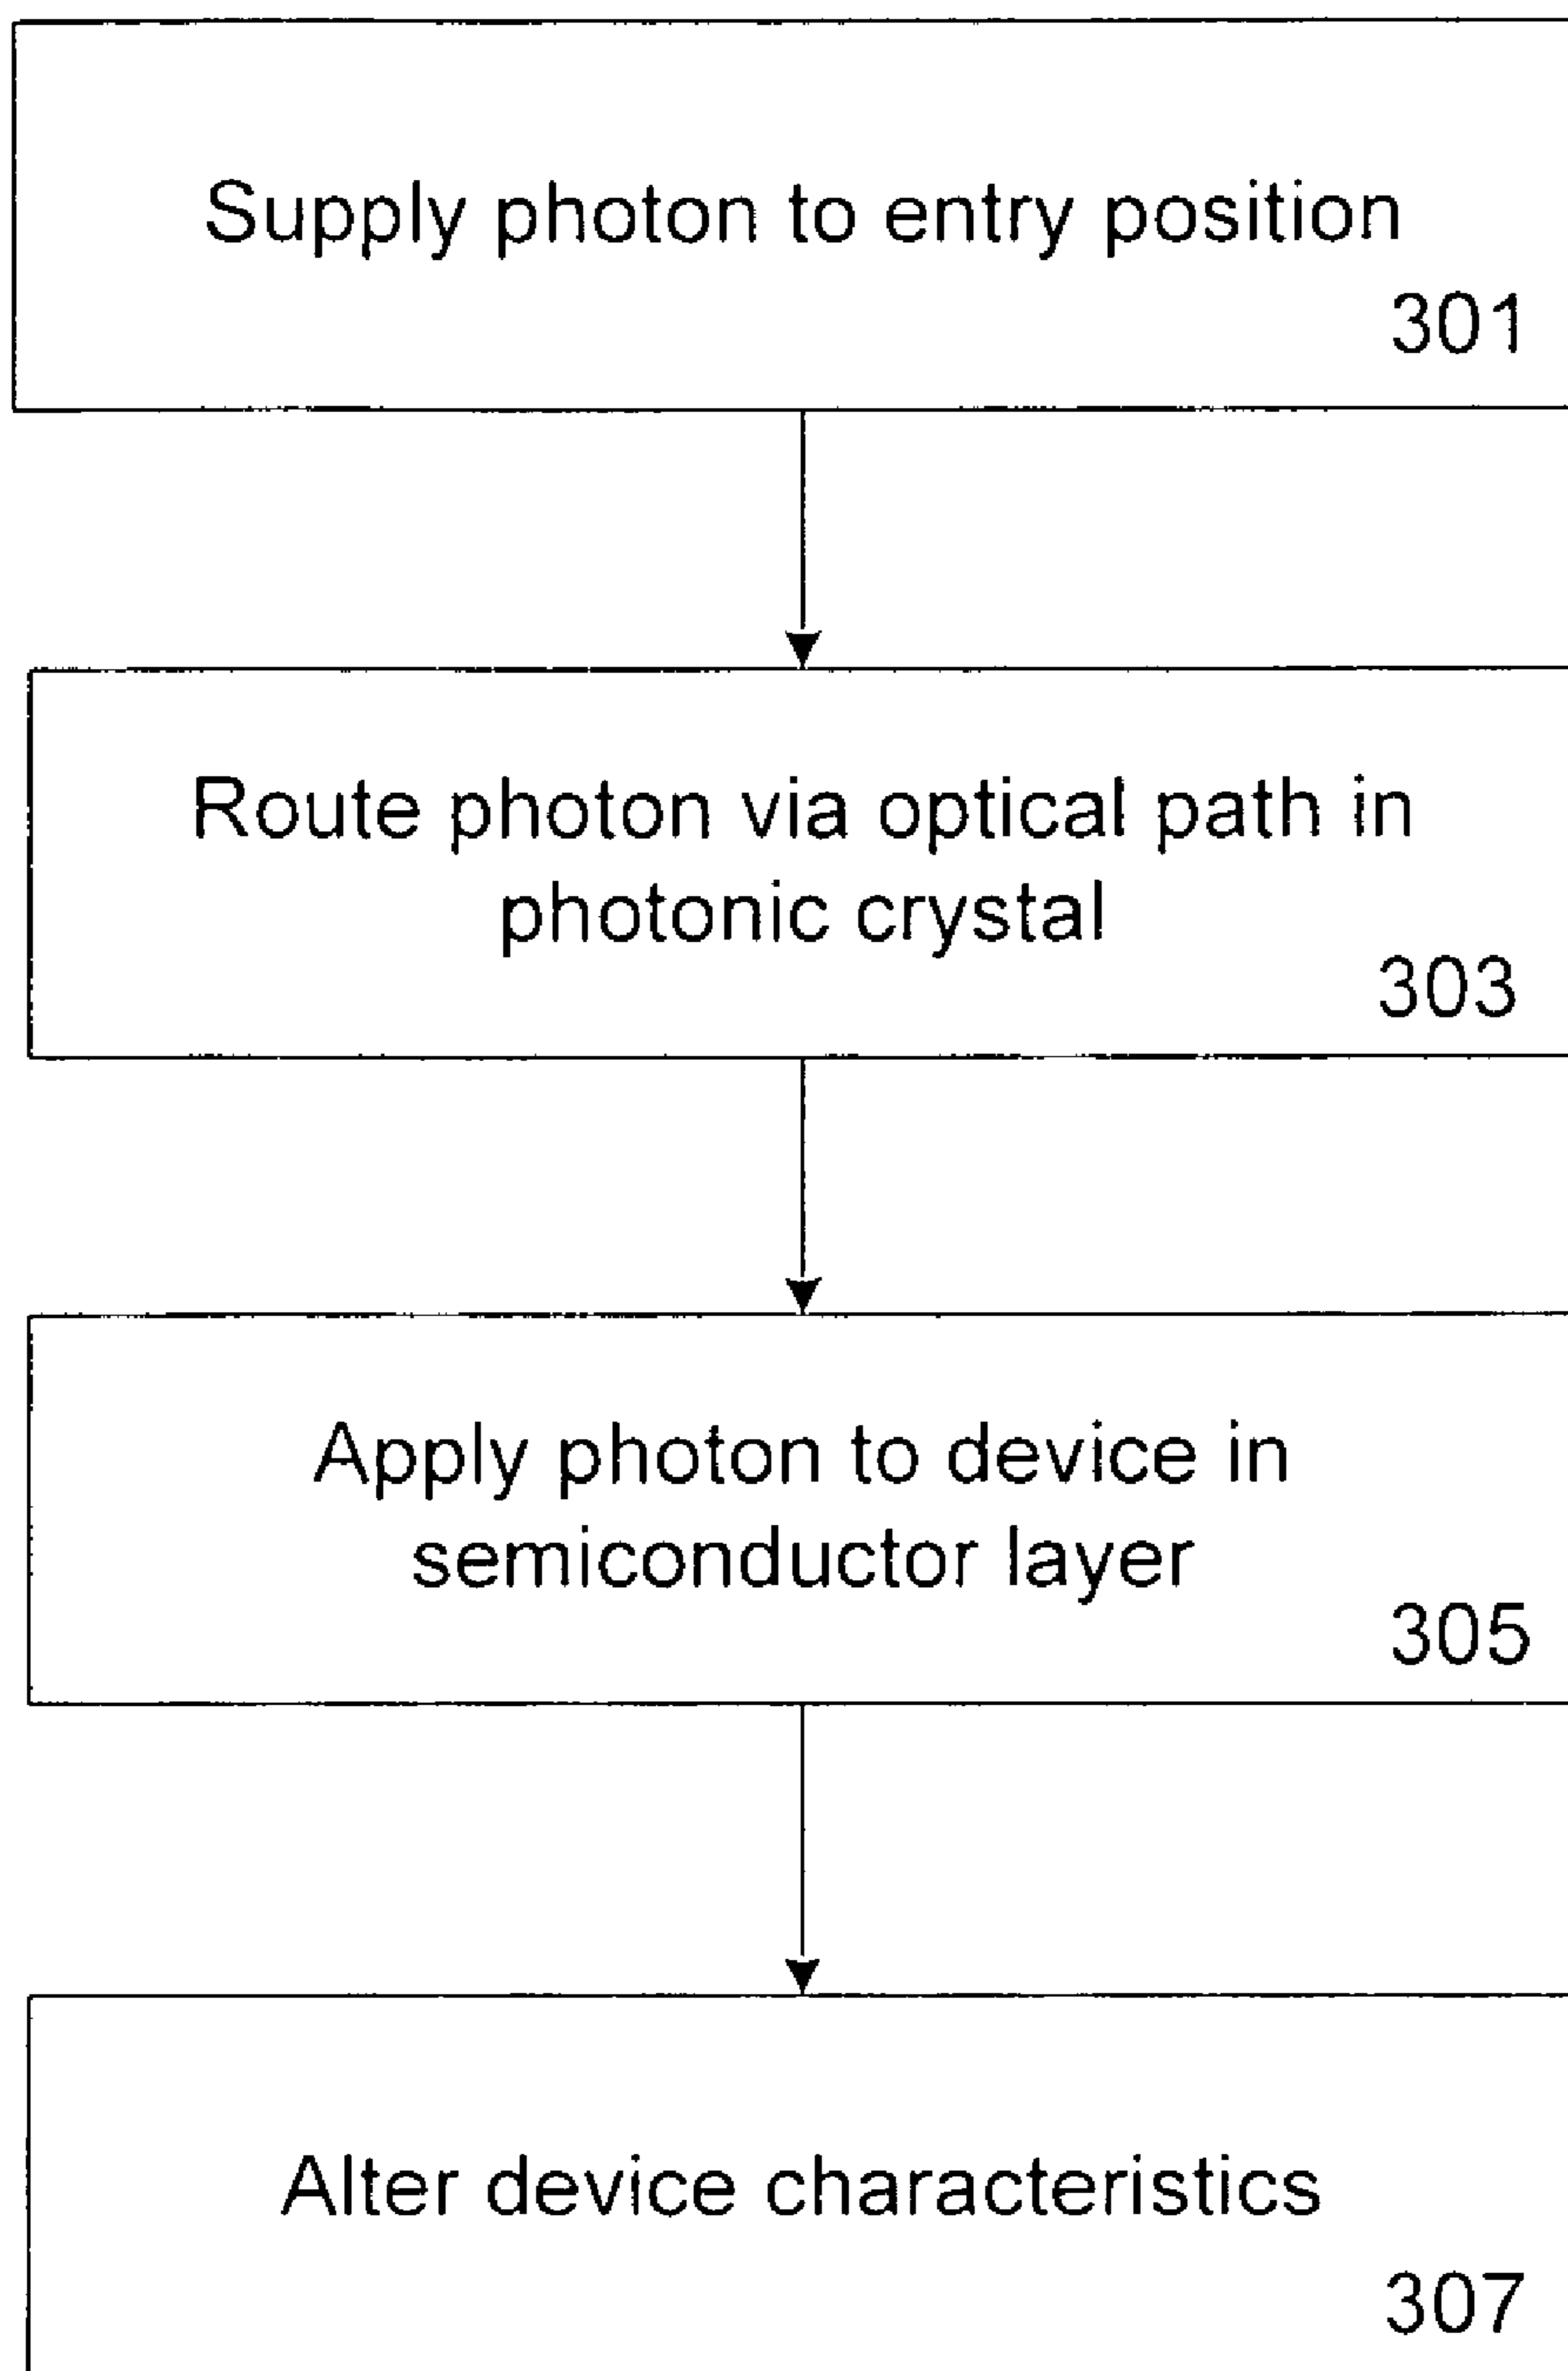 Supply photon to entry position
301
Route photon via optical path in
photonic crystal
303
Apply photon to device in
semiconductor layer
305
Alter device characteristics
307